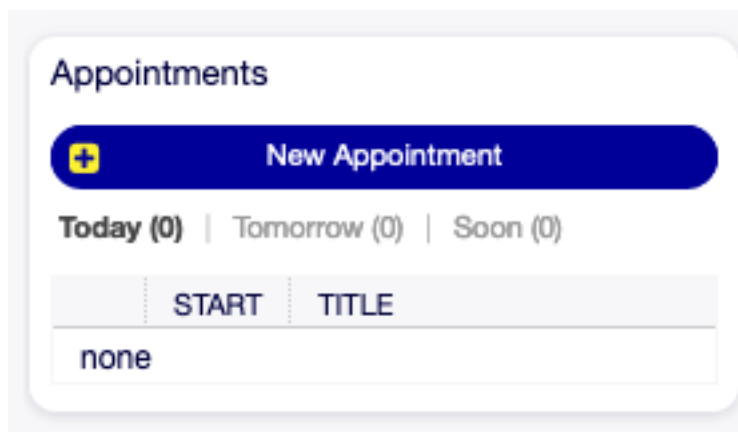 Appointments
New Appointment
Today (0) | Tomorrow (0) | Soon (0)
START TITLE
none